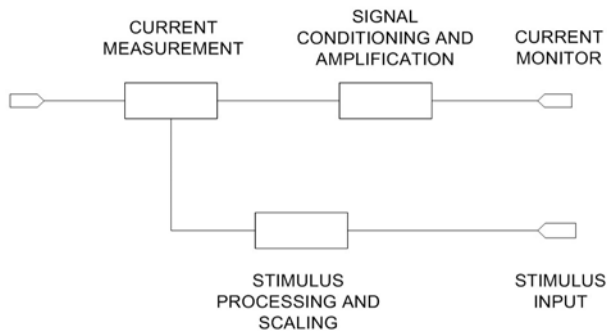 CURRENT
MEASUREMENT
SIGNAL
CONDITIONING AND
AMPLIFICATION
CURRENT
MONITOR
STIMULUS
PROCESSING AND
SCALING
STIMULUS
INPUT